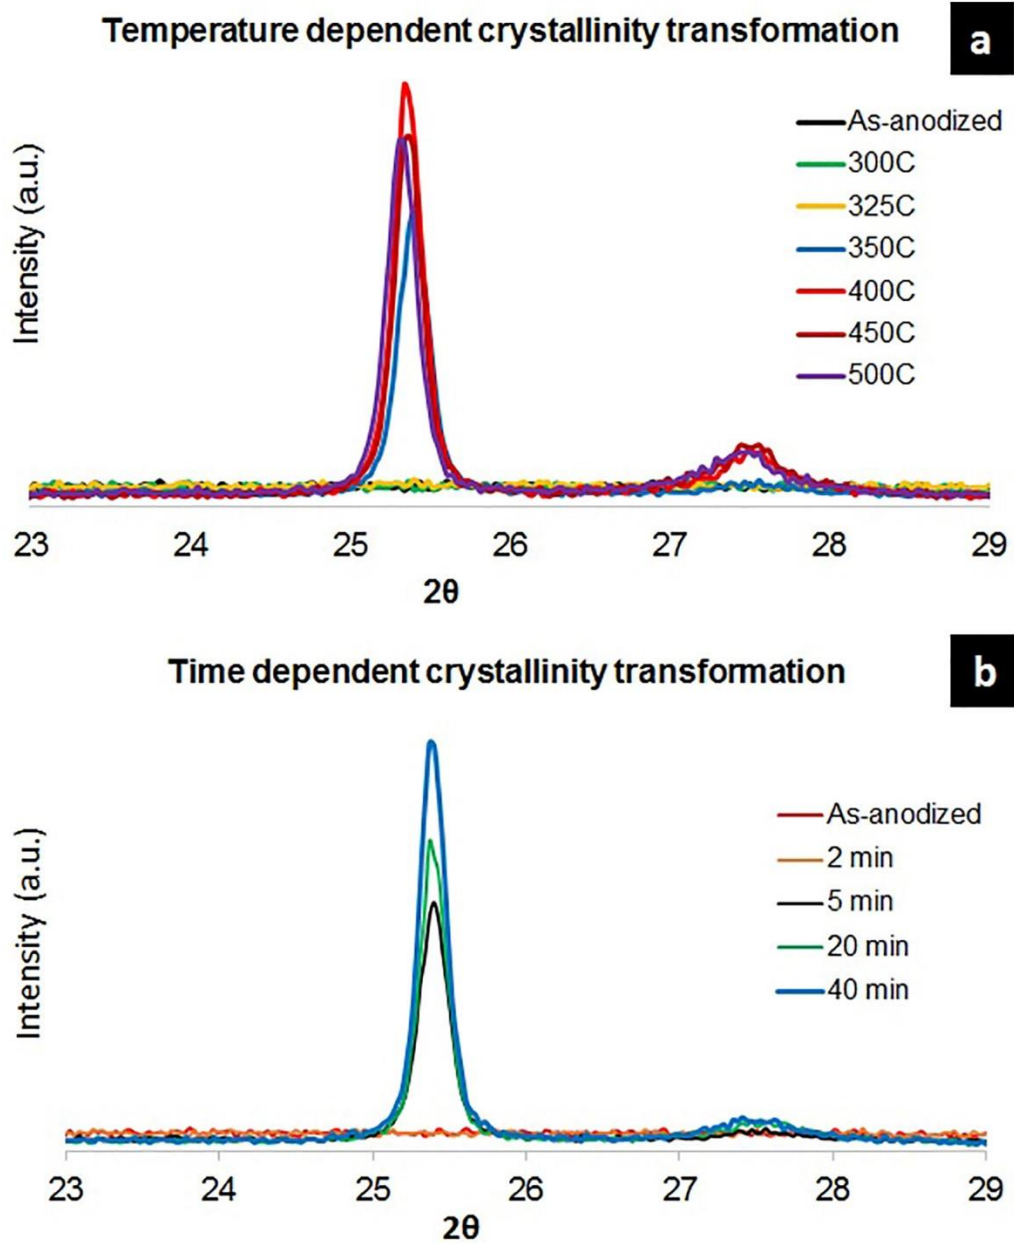 Temperature dependent crystallinity transformation
a
Intensity (a.u.)
As-anodized
300C
325C
350C
400C
450C
500C
23 24 25 26 27 28 29
2θ
Time dependent crystallinity transformation
b
Intensity (a.u.)
As-anodized
2 min
5 min
20 min
40 min
23 24 25 26 27 28 29
2θ